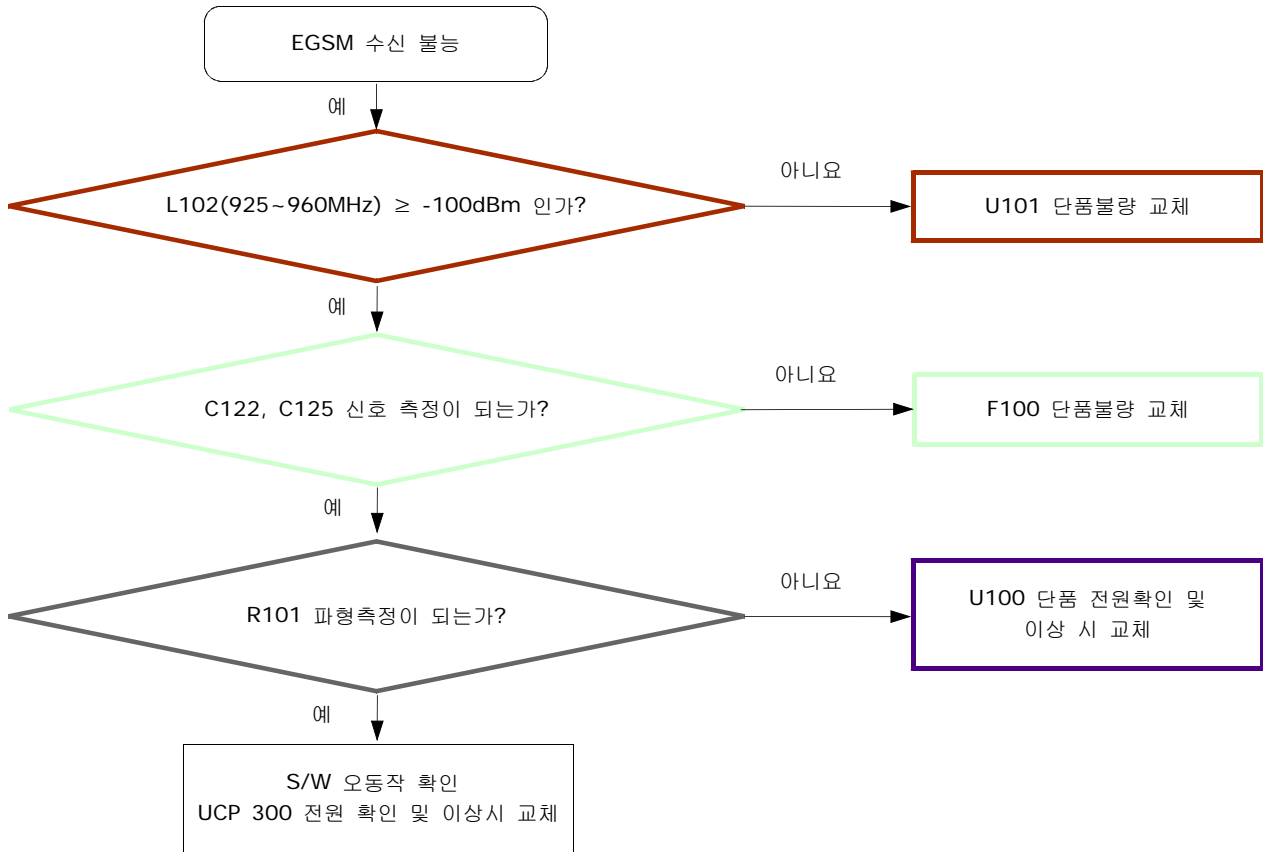 EGSM 수신 불능
예
L102(925~960MHz) ≥ -100dBm 인가?
아니요
U101 단품불량 교체
예
C122, C125 신호 측정이 되는가?
아니요
F100 단품불량 교체
예
R101 파형측정이 되는가?
아니요
U100 단품 전원확인 및
이상 시 교체
예
S/W 오동작 확인
UCP 300 전원 확인 및 이상시 교체